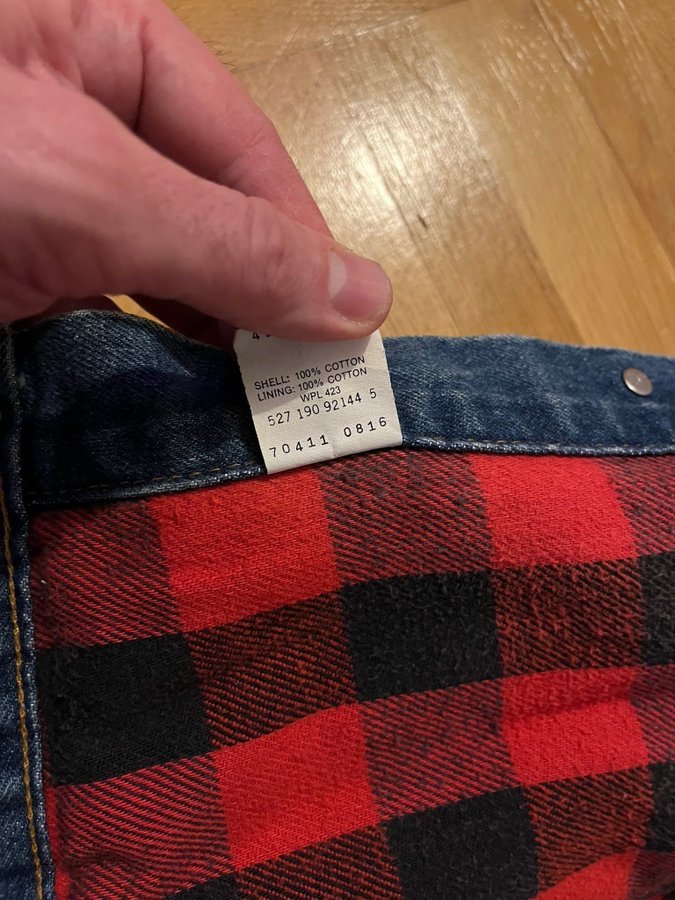 SHELL: 100% COTTON
LINING: 100% COTTON
WPL 423
527 190 92144 5
70411 0816